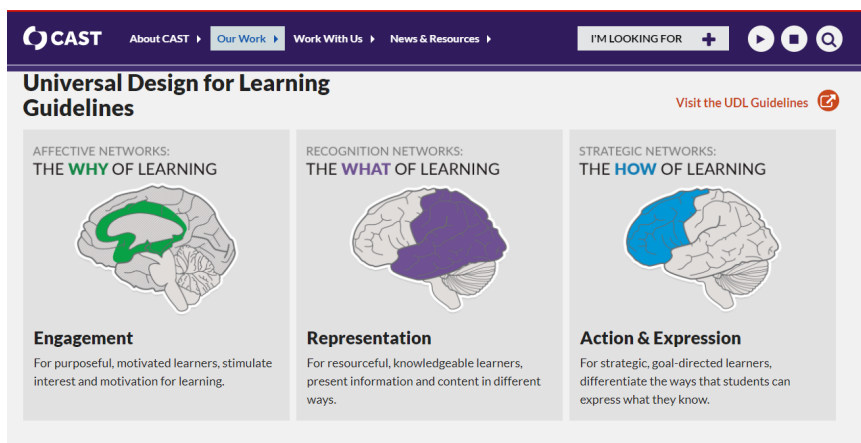 CAST
About CAST
Our Work
Work With Us
News & Resources
I'M LOOKING FOR
Universal Design for Learning
Guidelines
Visit the UDL Guidelines
AFFECTIVE NETWORKS:
THE WHY OF LEARNING
Engagement
For purposeful, motivated learners, stimulate
interest and motivation for learning.
RECOGNITION NETWORKS:
THE WHAT OF LEARNING
Representation
For resourceful, knowledgeable learners,
present information and content in different
ways.
STRATEGIC NETWORKS:
THE HOW OF LEARNING
Action & Expression
For strategic, goal-directed learners,
differentiate the ways that students can
express what they know.